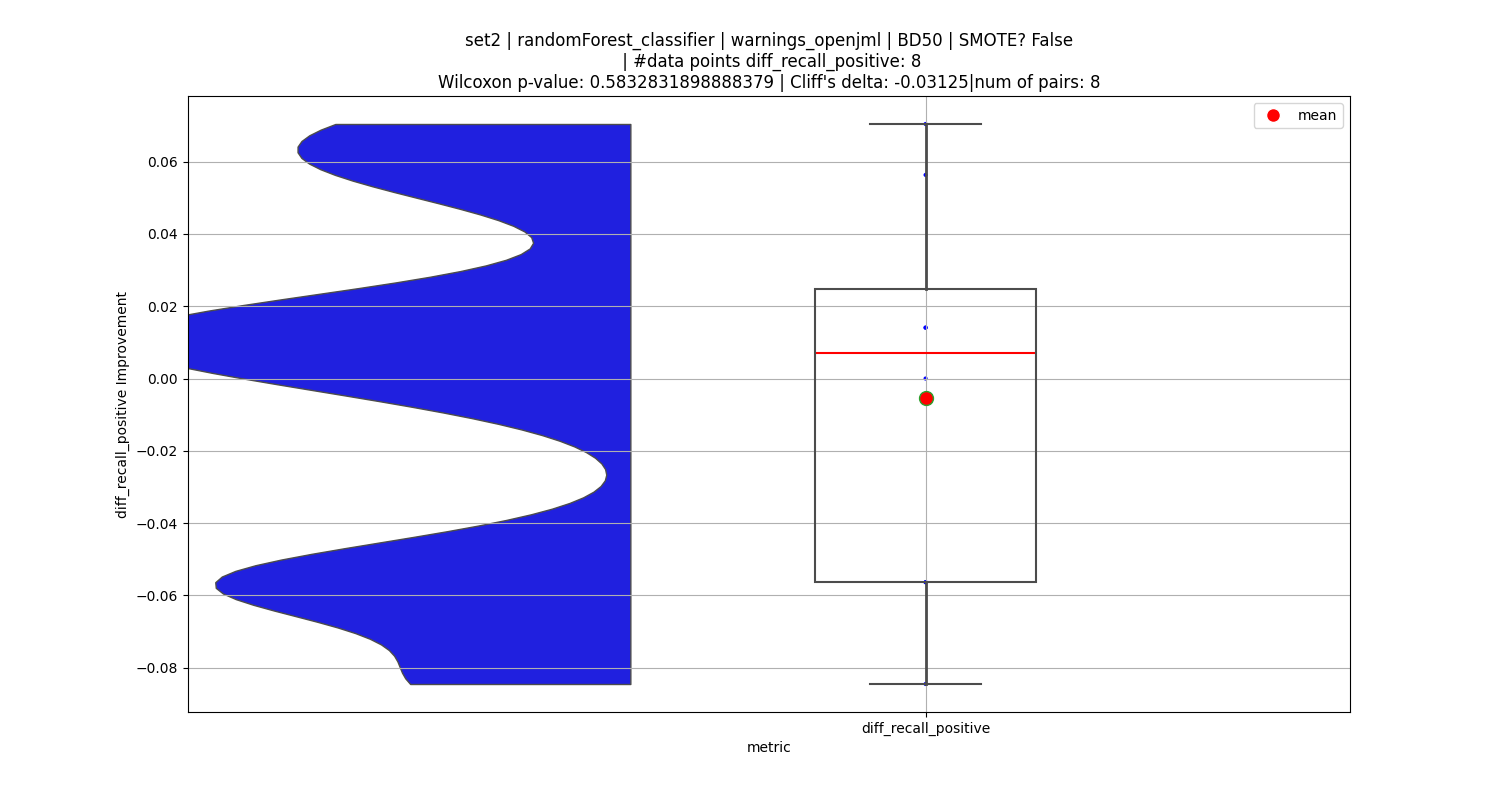 set2 | randomForest_classifier | warnings_openjml | BD50 | SMOTE? False
| #data points diff_recall_positive: 8
Wilcoxon p-value: 0.5832831898888379 | Cliff's delta: -0.03125|num of pairs: 8
mean
0.06
0.04
0.02
0.00
−0.02
−0.04
−0.06
−0.08
diff_recall_positive Improvement
diff_recall_positive
metric